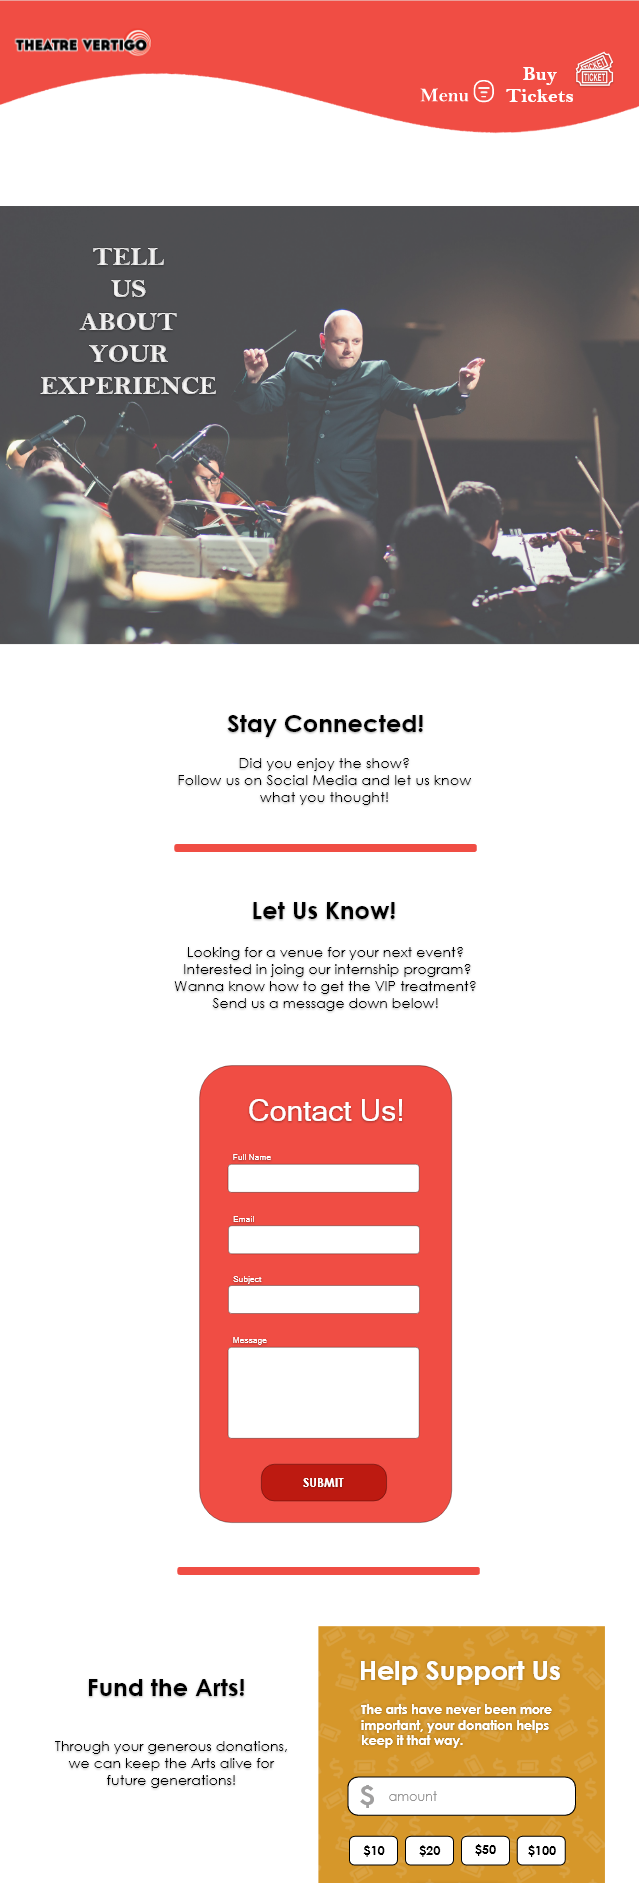 THEATRE VERTIGO
Menu
Buy
Tickets
TICKET
TICKET
TELL
US
ABOUT
YOUR
EXPERIENCE
Stay Connected!
Did you enjoy the show?
Follow us on Social Media and let us know
what you thought!
Let Us Know!
Looking for a venue for your next event?
Interested in joing our internship program?
Wanna know how to get the VIP treatment?
Send us a message down below!
Contact Us!
Full Name
Email
Subject
Message
SUBMIT
Fund the Arts!
Through your generous donations,
we can keep the Arts alive for
future generations!
Help Support Us
The arts have never been more
important, your donation helps
keep it that way.
$ amount
$10 $20 $50 $100